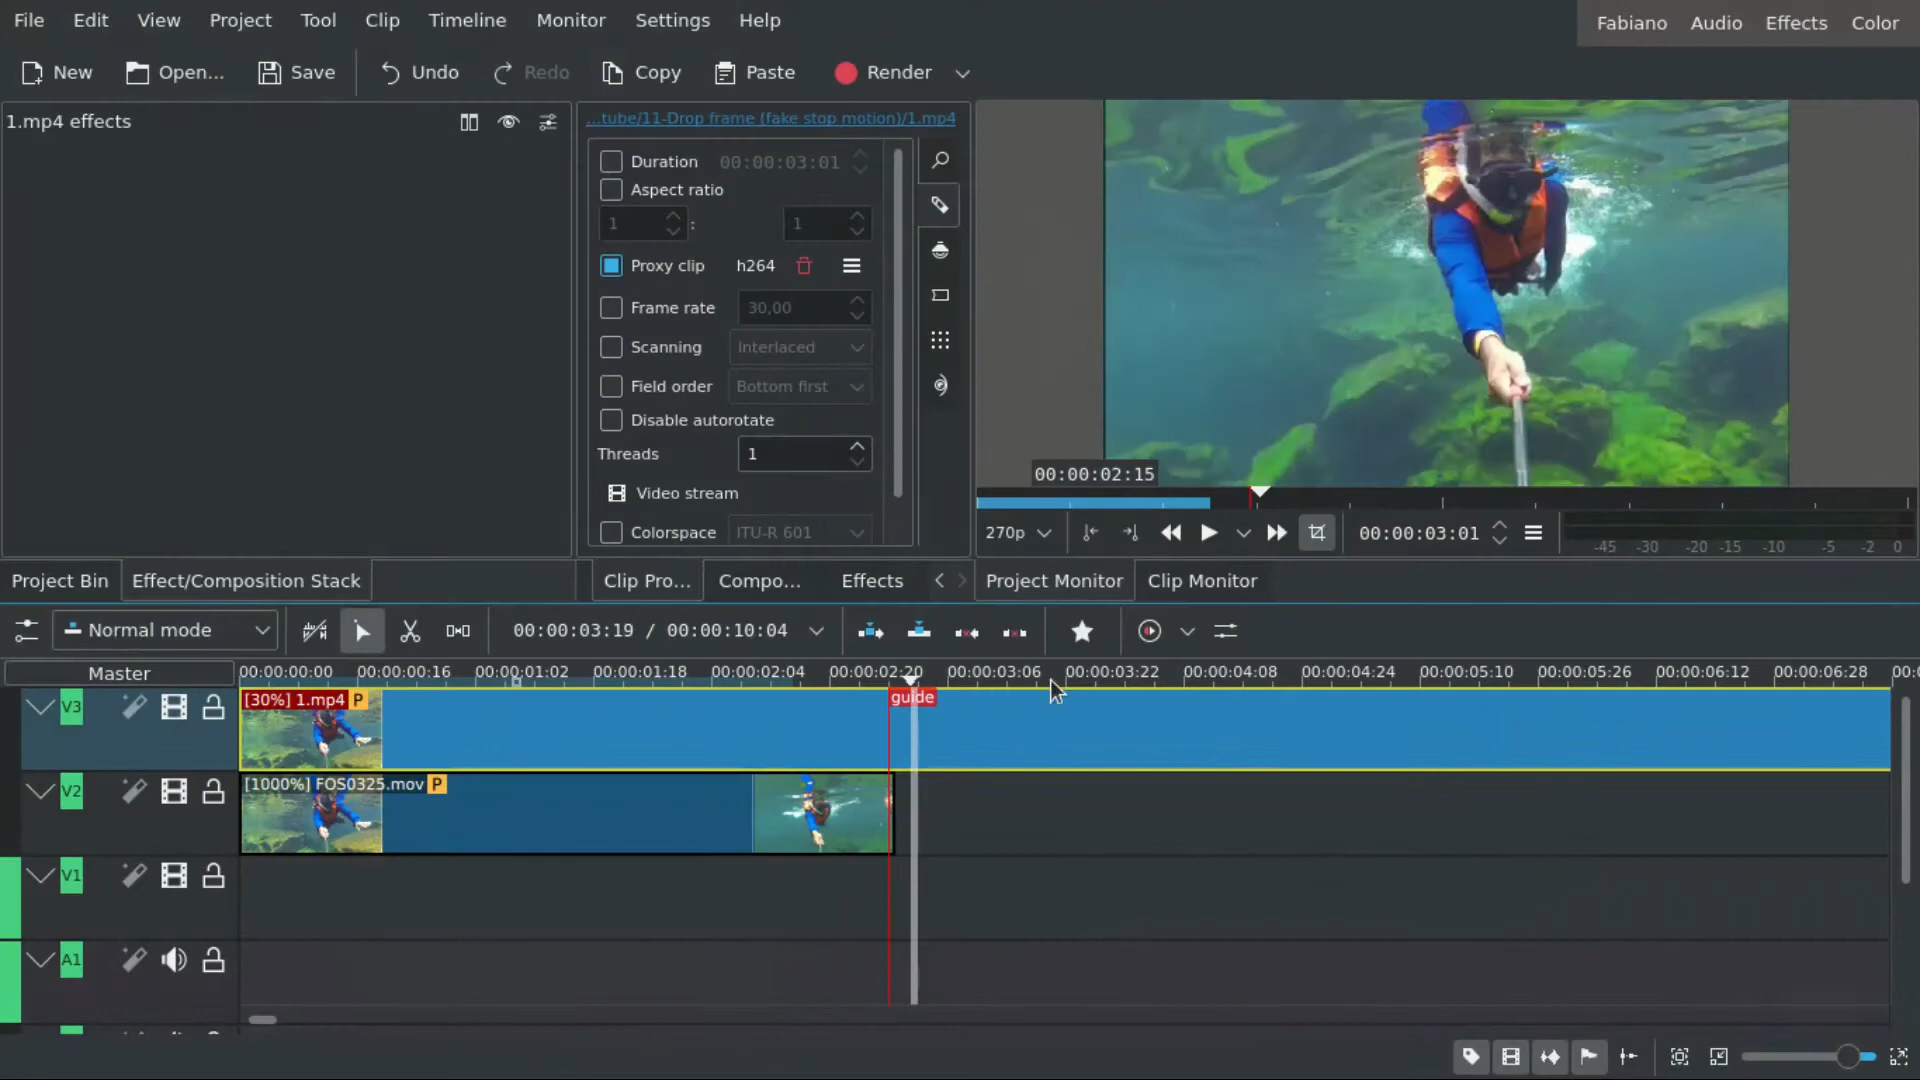 File Edit View Project Tool Clip Timeline Monitor Settings Help
Fabiano Audio Effects Color
New Open... Save Undo Redo Copy Paste Render
1.mp4 effects
...tube/11-Drop frame (fake stop motion)/1.mp4
Duration 00:00:03:01
Aspect ratio
1 : 1
Proxy clip h264
Frame rate 30,00
Scanning Interlaced
Field order Bottom first
Disable autorotate
Threads 1
Video stream
Colorspace ITU-R 601
00:00:02:15
270p 00:00:03:01
-45 -30 -20 -15 -10 -5 -2 0
Project Bin Effect/Composition Stack Clip Pro... Compo... Effects Project Monitor Clip Monitor
Normal mode 00:00:03:19 / 00:00:10:04
Master 00:00:00:00 00:00:00:16 00:00:01:02 00:00:01:18 00:00:02:04 00:00:02:20 00:00:03:06 00:00:03:22 00:00:04:08 00:00:04:24 00:00:05:10 00:00:05:26 00:00:06:12 00:00:06:28 00:0
V3 [30%] 1.mp4 P guide
V2 [1000%] FOS0325.mov P
V1
A1